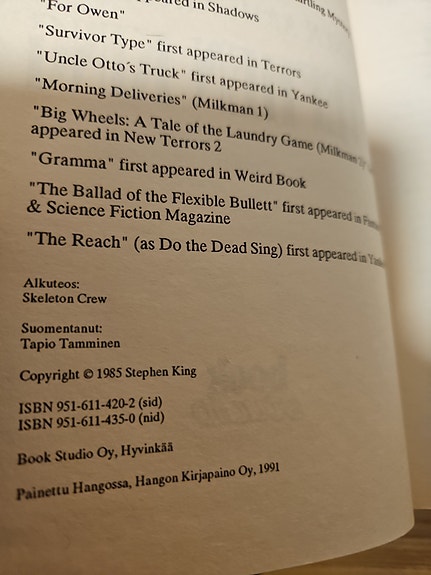 appeared in Shadows
"For Owen"
"Survivor Type" first appeared in Terrors
"Uncle Otto's Truck" first appeared in Yankee
"Morning Deliveries" (Milkman 1)
"Big Wheels: A Tale of the Laundry Game (Milkman
appeared in New Terrors 2
"Gramma" first appeared in Weird Book
"The Ballad of the Flexible Bullett" first appeared in
& Science Fiction Magazine
"The Reach" (as Do the Dead Sing) first appeared in
Alkuteos:
Skeleton Crew
Suomentanut:
Tapio Tamminen
Copyright © 1985 Stephen King
ISBN 951-611-420-2 (sid)
ISBN 951-611-435-0 (nid)
Book Studio Oy, Hyvinkää
Painettu Hangossa, Hangon Kirjapaino Oy, 1991